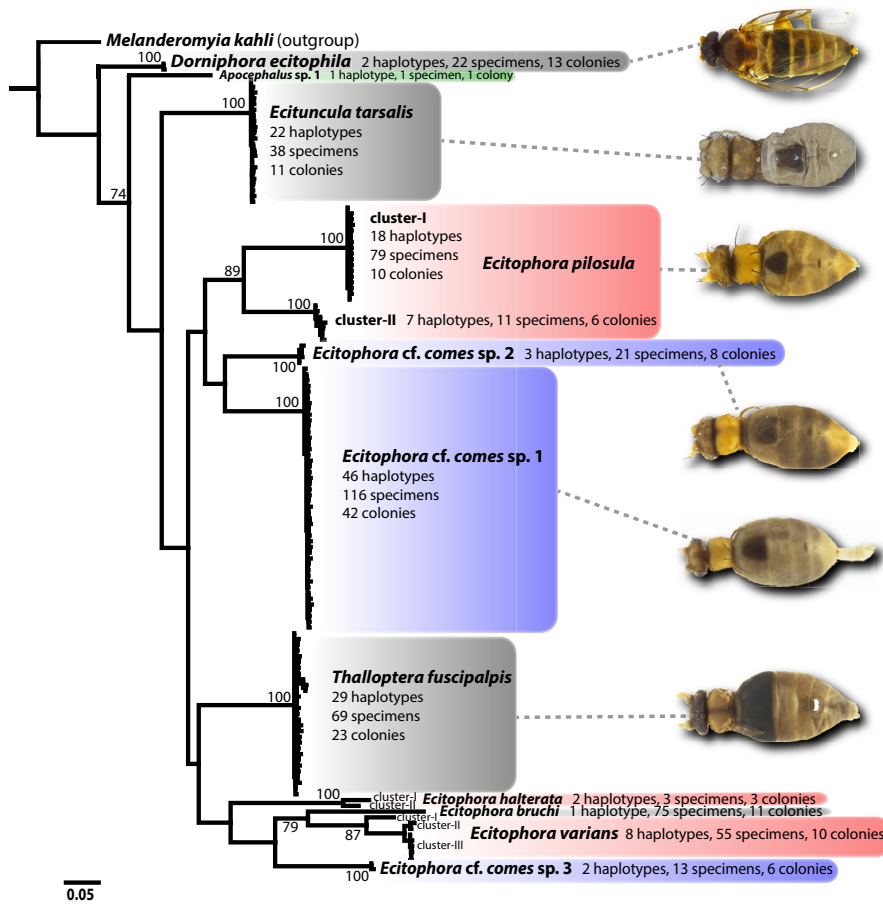 Melanderomyia kahli (outgroup)
100
Dorniphora ecitophila 2 haplotypes, 22 specimens, 13 colonies
Apocephalus sp. 1 1 haplotype, 1 specimen, 1 colony
100
Ecituncula tarsalis
22 haplotypes
38 specimens
11 colonies
74
cluster-I
100
18 haplotypes
79 specimens
10 colonies
Ecitophora pilosula
89
100
cluster-II 7 haplotypes, 11 specimens, 6 colonies
Ecitophora cf. comes sp. 2 3 haplotypes, 21 specimens, 8 colonies
100
100
Ecitophora cf. comes sp. 1
46 haplotypes
116 specimens
42 colonies
Thalloptera fuscipalpis
100
29 haplotypes
69 specimens
23 colonies
100
cluster-I
cluster-II
Ecitophora halterata 2 haplotypes, 3 specimens, 3 colonies
Ecitophora bruchi 1 haplotype, 75 specimens, 11 colonies
79
87
cluster-I
cluster-II
cluster-III
Ecitophora varians 8 haplotypes, 55 specimens, 10 colonies
100
Ecitophora cf. comes sp. 3 2 haplotypes, 13 specimens, 6 colonies
0.05